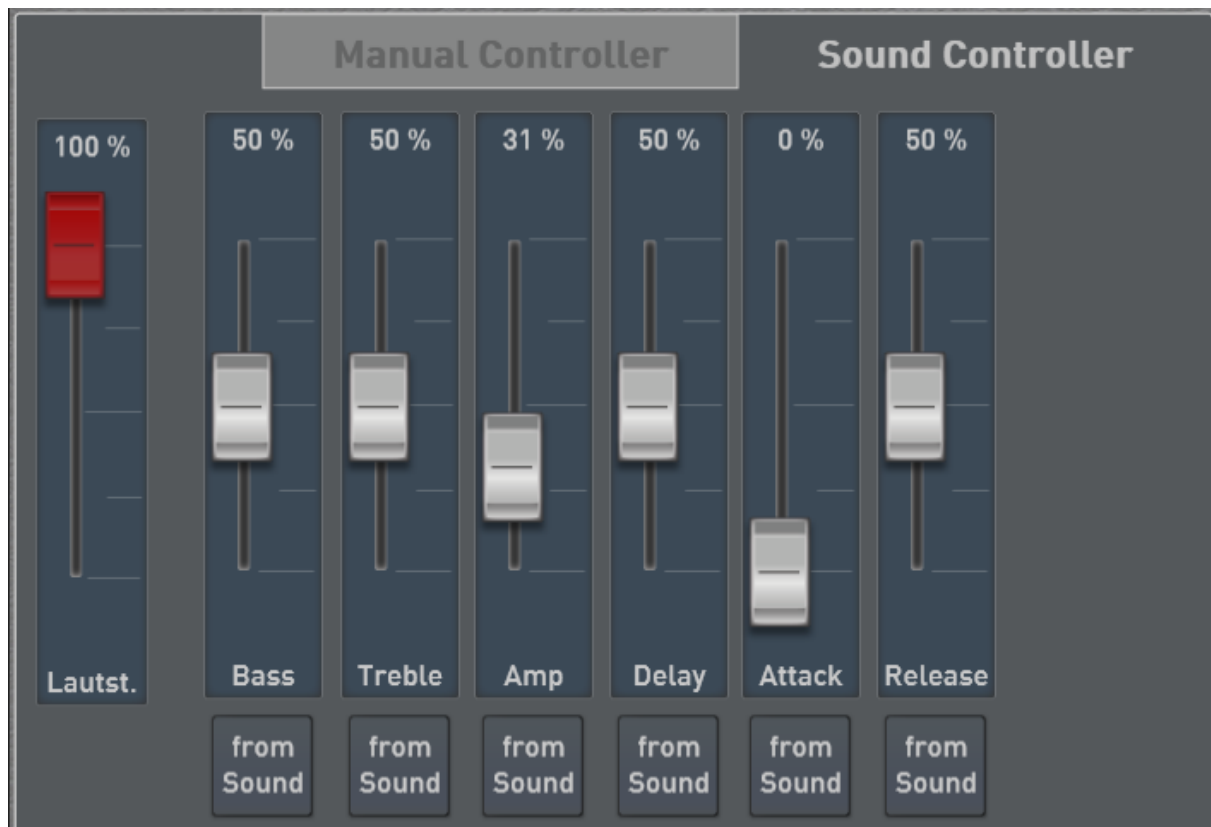 Manual Controller
Sound Controller
100 %
50 %
50 %
31 %
50 %
0 %
50 %
Lautst.
Bass
Treble
Amp
Delay
Attack
Release
from
Sound
from
Sound
from
Sound
from
Sound
from
Sound
from
Sound